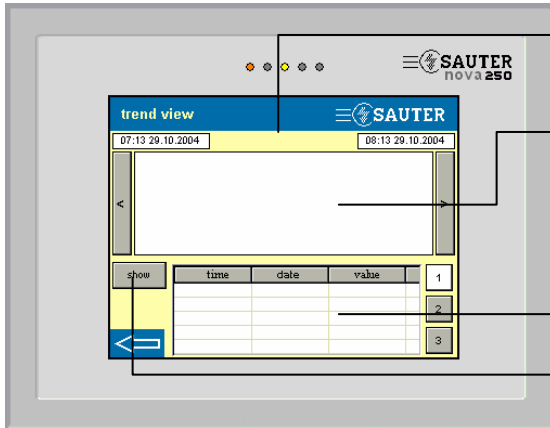 SAUTER
nova 250
trend view
SAUTER
07:13 29.10.2004
08:13 29.10.2004
<
>
show
time date value
1
2
3